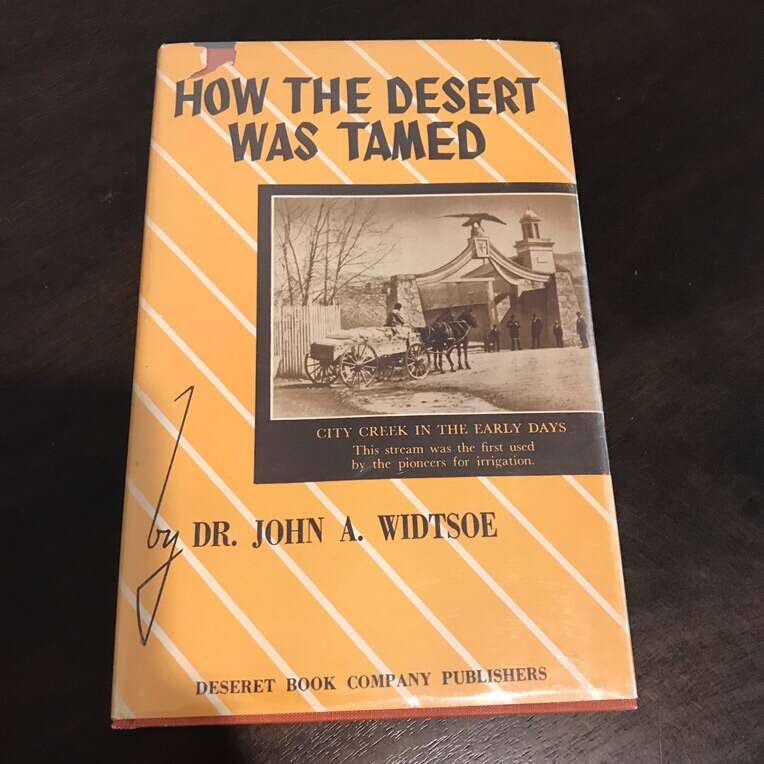 HOW THE DESERT
WAS TAMED
CITY CREEK IN THE EARLY DAYS
This stream was the first used
by the pioneers for irrigation.
by DR. JOHN A. WIDTSOE
DESERET BOOK COMPANY PUBLISHERS